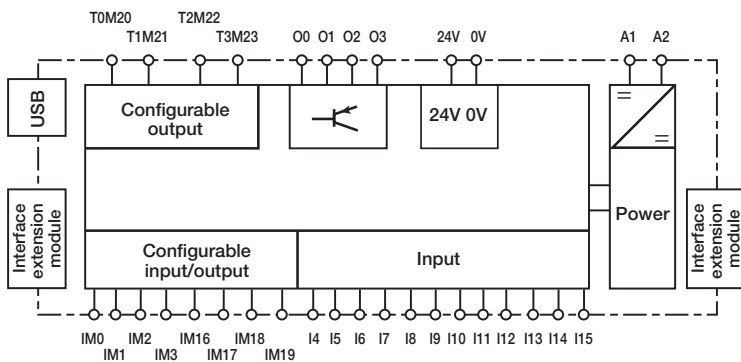 T0M20 T2M22 O0 O1 O2 O3 24V 0V A1 A2
T1M21 T3M23
USB
Configurable
output
24V 0V
=
=
Interface
extension
module
Power
Interface
extension
module
Configurable
input/output
Input
IM0 IM2 IM16 IM18 I4 I5 I6 I7 I8 I9 I10 I11 I12 I13 I14 I15
IM1 IM3 IM17 IM19